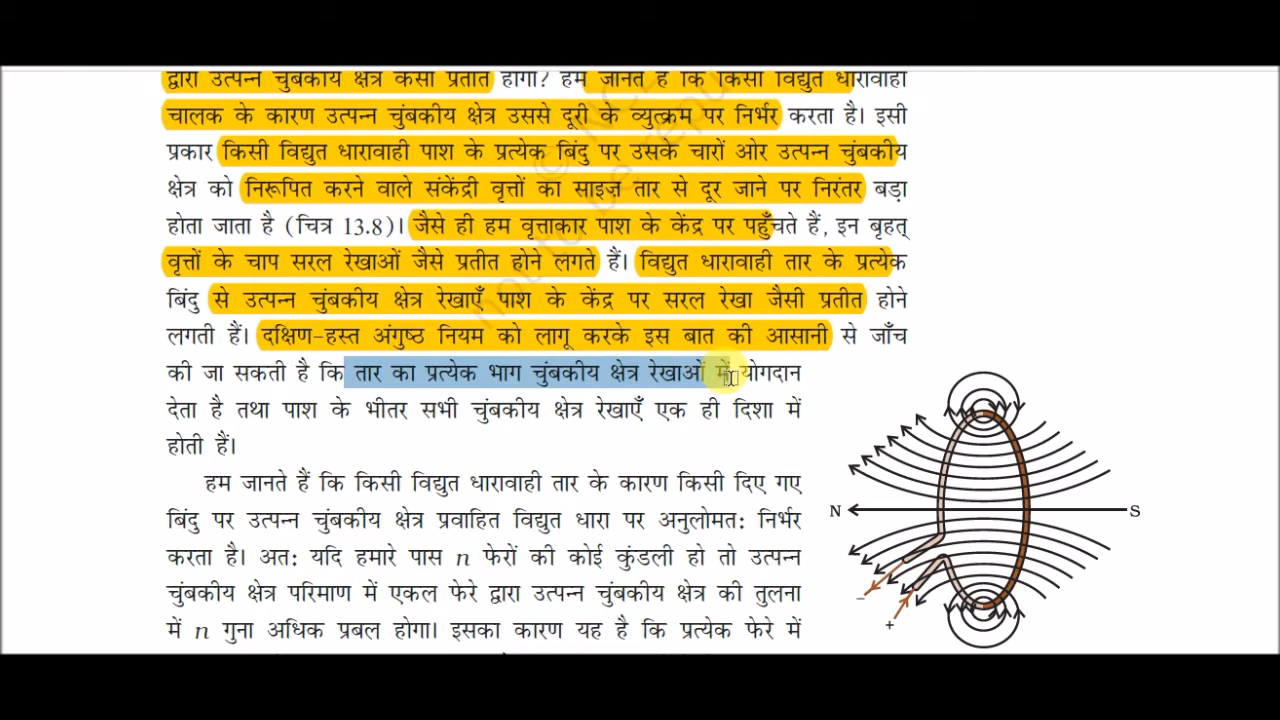 द्वारा उत्पन्न चुंबकीय क्षेत्र कैसा प्रतीत होगा? हम जानते हैं कि किसी विद्युत धारावाही
चालक के कारण उत्पन्न चुंबकीय क्षेत्र उससे दूरी के व्युत्क्रम पर निर्भर करता है। इसी
प्रकार किसी विद्युत धारावाही पाश के प्रत्येक बिंदु पर उसके चारों ओर उत्पन्न चुंबकीय
क्षेत्र को निरूपित करने वाले संकेंद्री वृत्तों का साइज़ तार से दूर जाने पर निरंतर बड़ा
होता जाता है (चित्र 13.8)। जैसे ही हम वृत्ताकार पाश के केंद्र पर पहुँचते हैं, इन बृहत्
वृत्तों के चाप सरल रेखाओं जैसे प्रतीत होने लगते हैं। विद्युत धारावाही तार के प्रत्येक
बिंदु से उत्पन्न चुंबकीय क्षेत्र रेखाएँ पाश के केंद्र पर सरल रेखा जैसी प्रतीत होने
लगती हैं। दक्षिण-हस्त अंगुष्ठ नियम को लागू करके इस बात की आसानी से जाँच
की जा सकती है कि तार का प्रत्येक भाग चुंबकीय क्षेत्र रेखाओं में योगदान
देता है तथा पाश के भीतर सभी चुंबकीय क्षेत्र रेखाएँ एक ही दिशा में
होती हैं।
हम जानते हैं कि किसी विद्युत धारावाही तार के कारण किसी दिए गए
बिंदु पर उत्पन्न चुंबकीय क्षेत्र प्रवाहित विद्युत धारा पर अनुलोमत: निर्भर
करता है। अत: यदि हमारे पास n फेरों की कोई कुंडली हो तो उत्पन्न
चुंबकीय क्षेत्र परिमाण में एकल फेरे द्वारा उत्पन्न चुंबकीय क्षेत्र की तुलना
में n गुना अधिक प्रबल होगा। इसका कारण यह है कि प्रत्येक फेरे में
N
S
–
+